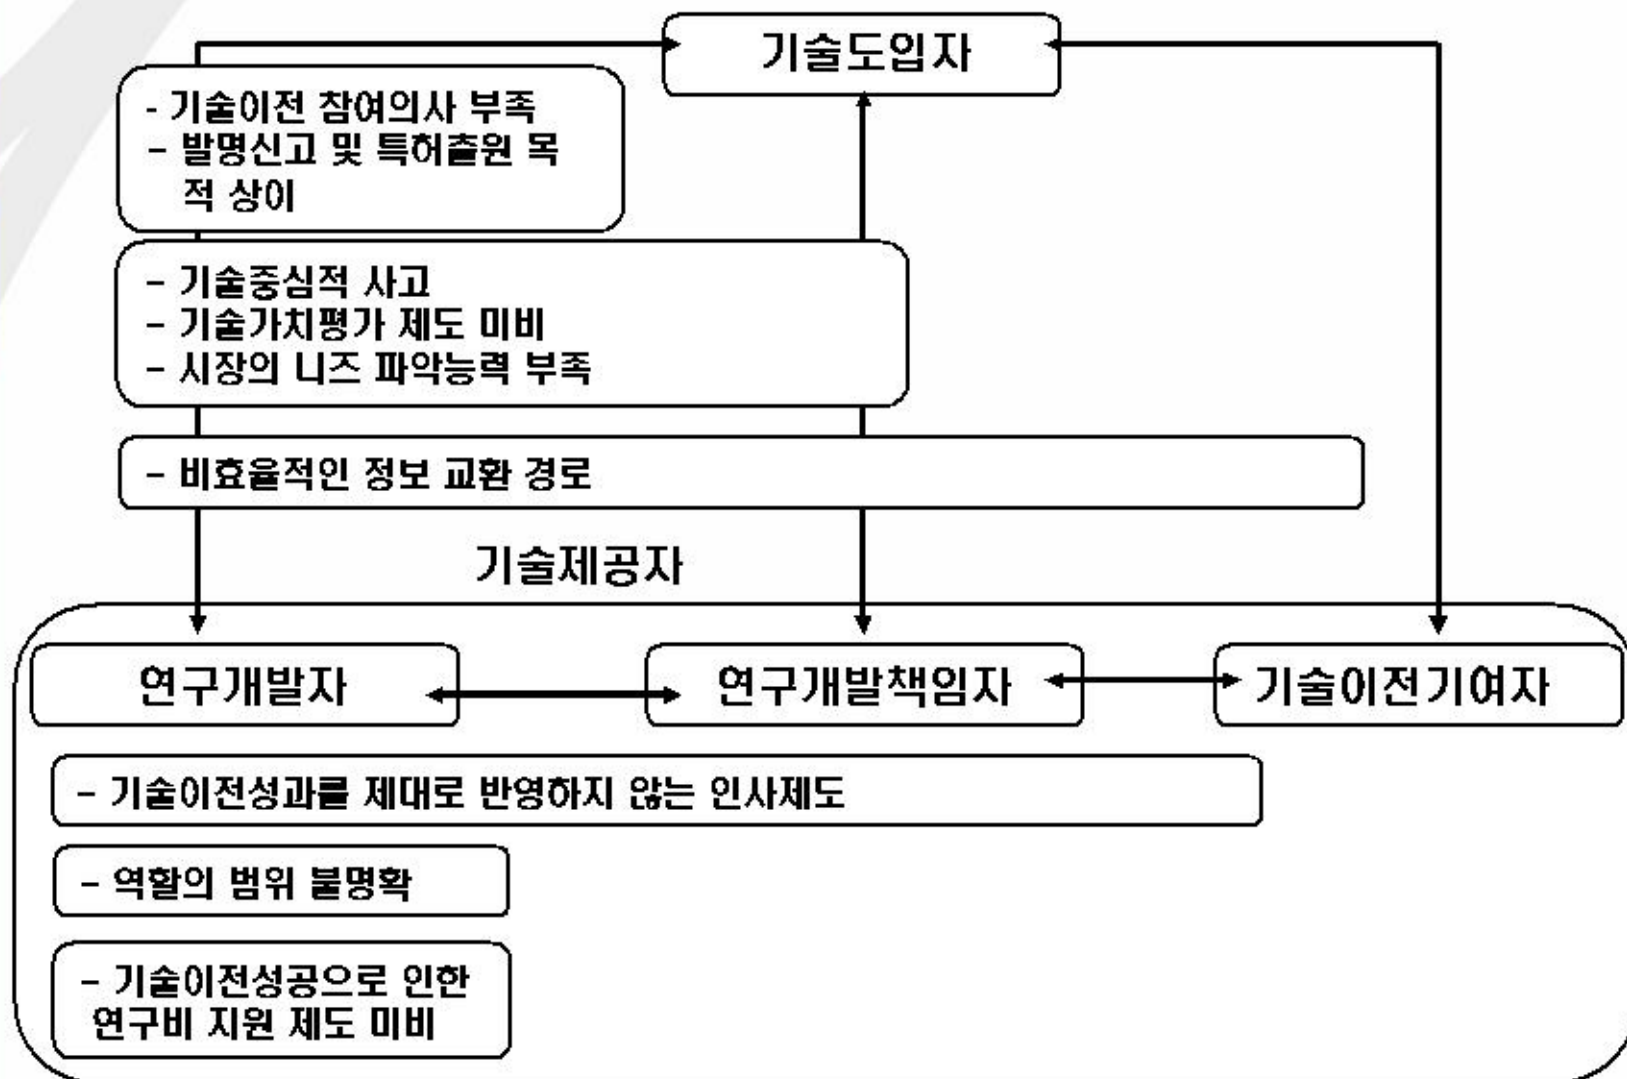 기술도입자
- 기술이전 참여의사 부족
- 발명신고 및 특허출원 목
적 상이
- 기술중심적 사고
- 기술가치평가 제도 미비
- 시장의 니즈 파악능력 부족
- 비효율적인 정보 교환 경로
기술제공자
연구개발자
연구개발책임자
기술이전기여자
- 기술이전성과를 제대로 반영하지 않는 인사제도
- 역할의 범위 불명확
- 기술이전성공으로 인한
연구비 지원 제도 미비